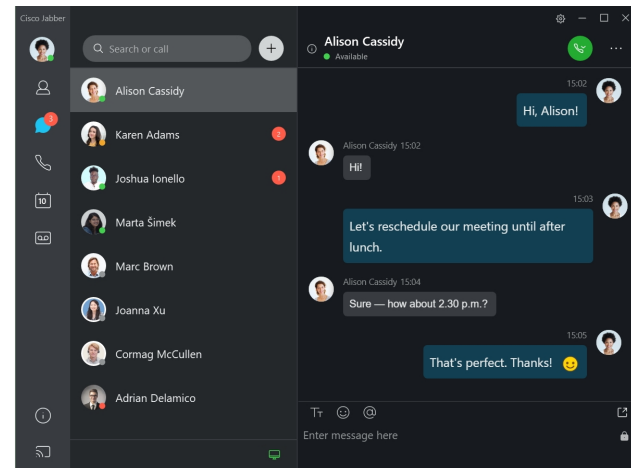 Cisco Jabber
Search or call
Alison Cassidy
3
Karen Adams
2
Joshua Ionello
1
10
Marta Šimek
Marc Brown
Joanna Xu
Cormag McCullen
Adrian Delamico
Alison Cassidy
Available
15:02
Hi, Alison!
Alison Cassidy 15:02
Hi!
15:03
Let's reschedule our meeting until after
lunch.
Alison Cassidy 15:04
Sure — how about 2.30 p.m.?
15:05
That's perfect. Thanks!
Tт
@
Enter message here